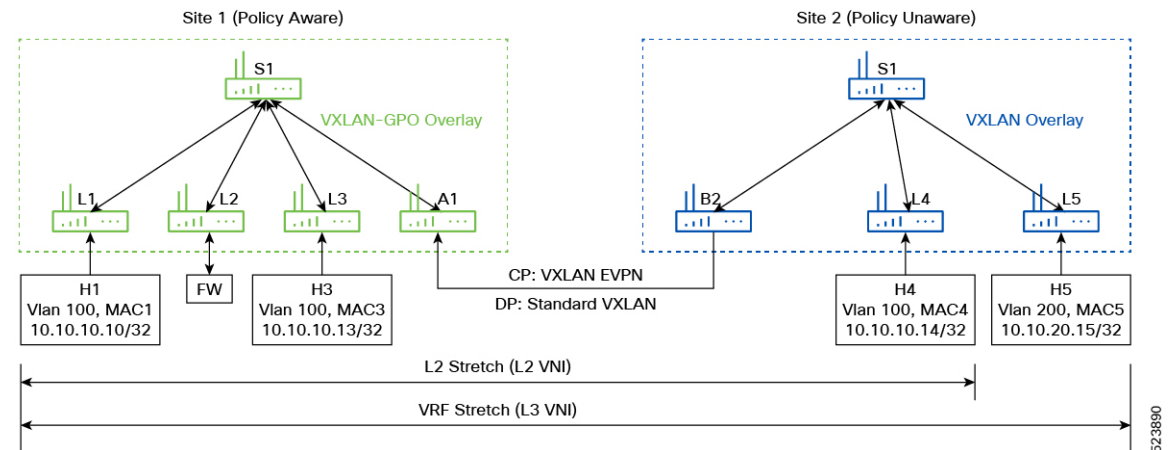 Site 1 (Policy Aware)
Site 2 (Policy Unaware)
S1
VXLAN-GPO Overlay
S1
VXLAN Overlay
L1
L2
L3
A1
B2
L4
L5
CP: VXLAN EVPN
DP: Standard VXLAN
H1
Vlan 100, MAC1
10.10.10.10/32
FW
H3
Vlan 100, MAC3
10.10.10.13/32
H4
Vlan 100, MAC4
10.10.10.14/32
H5
Vlan 200, MAC5
10.10.20.15/32
L2 Stretch (L2 VNI)
VRF Stretch (L3 VNI)
523890